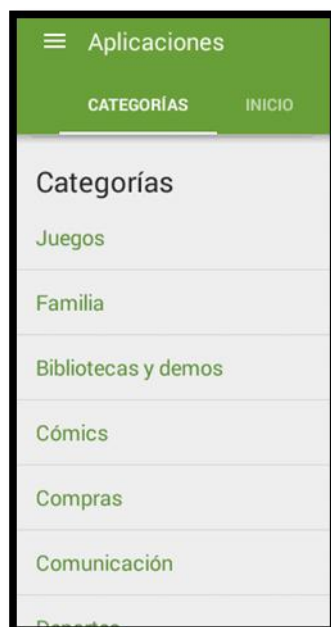 Aplicaciones
CATEGORÍAS INICIO
Categorías
Juegos
Familia
Bibliotecas y demos
Cómics
Compras
Comunicación